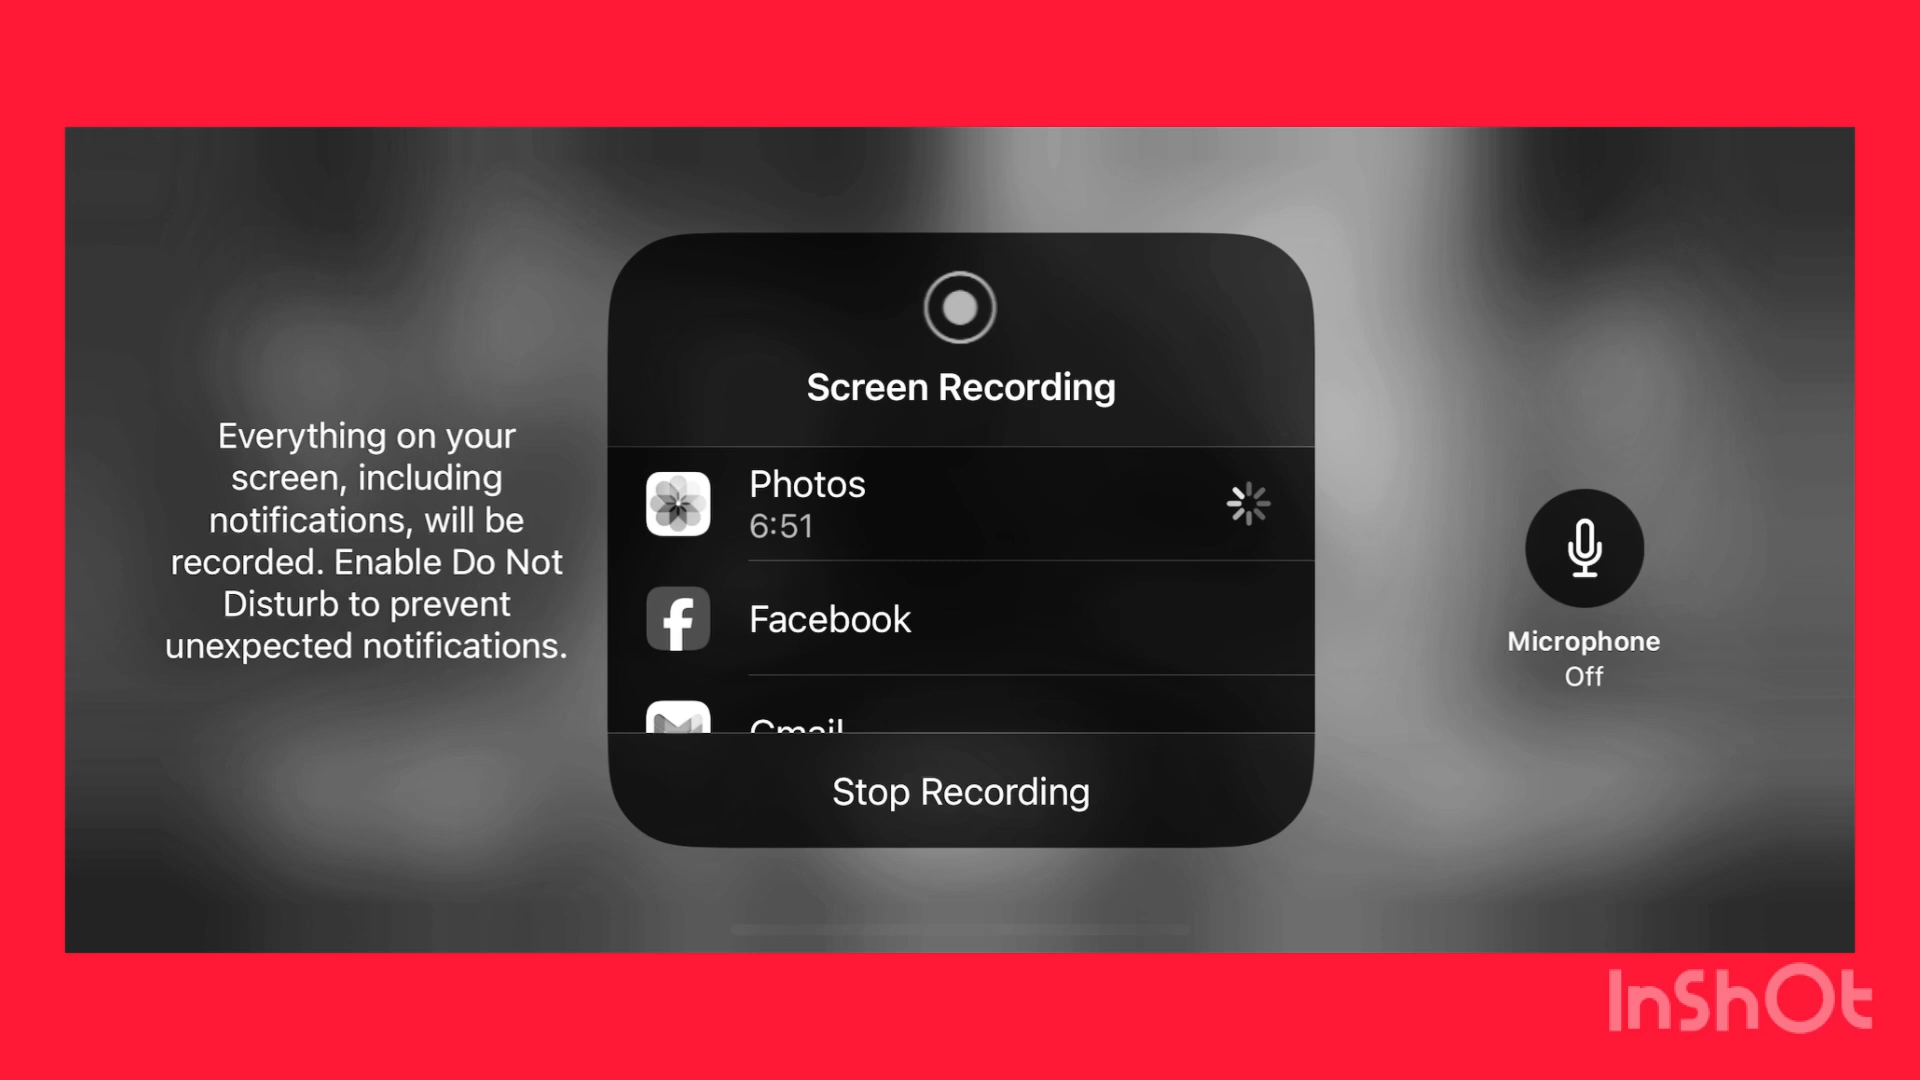 Everything on your
screen, including
notifications, will be
recorded. Enable Do Not
Disturb to prevent
unexpected notifications.
Screen Recording
Photos
6:51
Facebook
Gmail
Stop Recording
Microphone
Off
InShOt